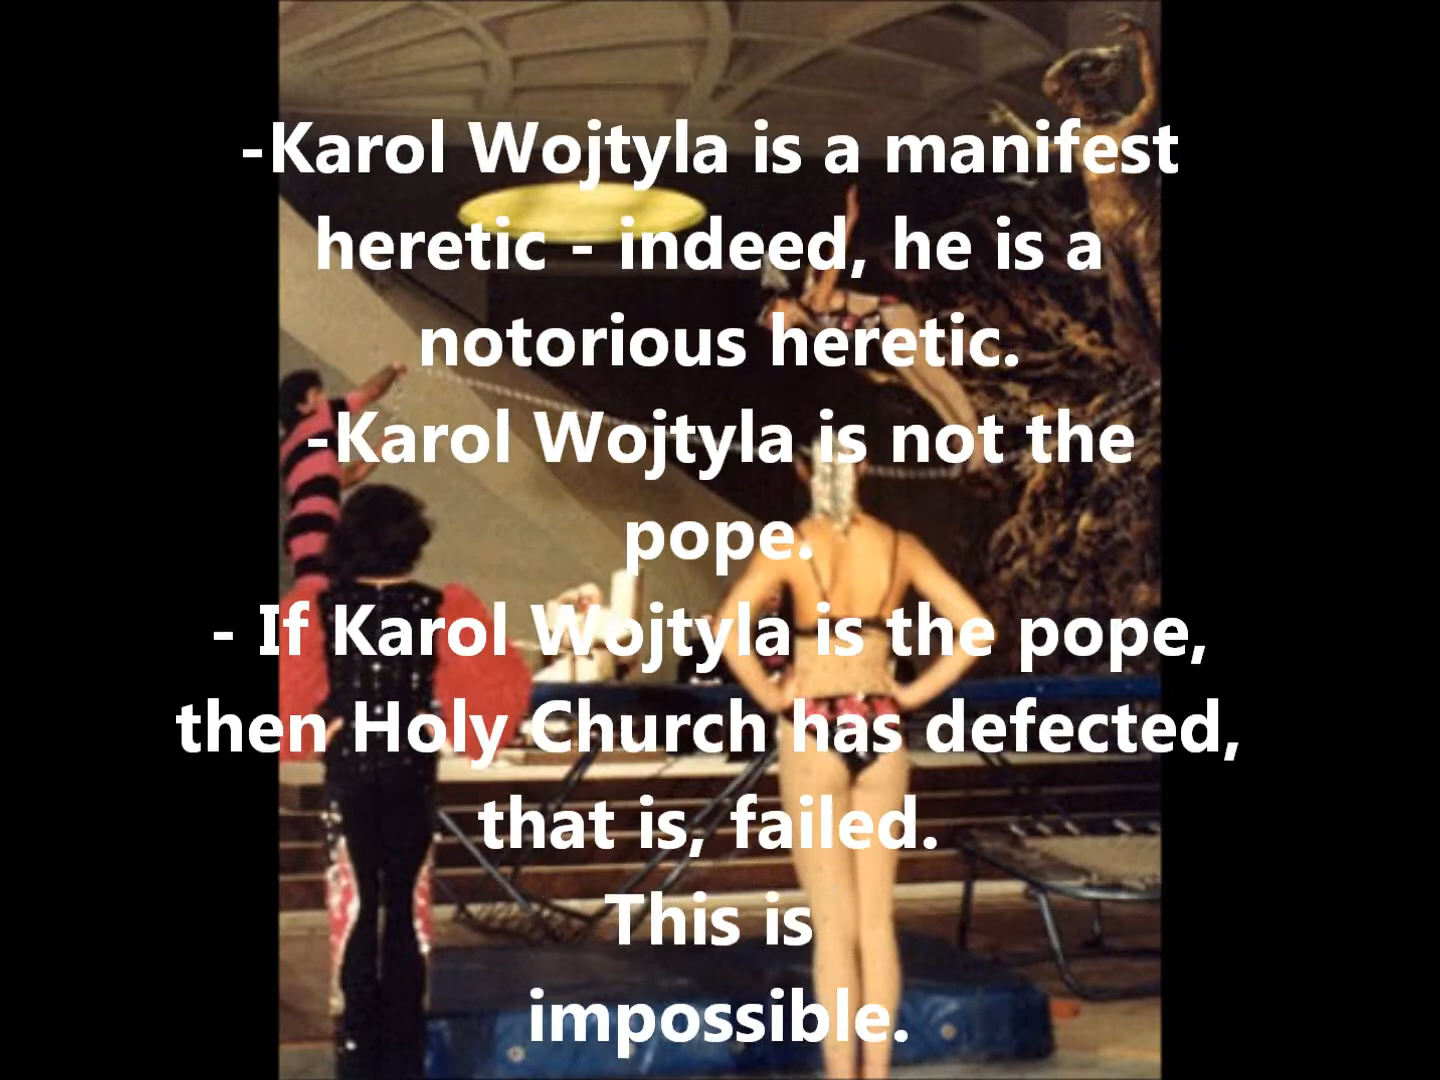 -Karol Wojtyla is a manifest
heretic - indeed, he is a
notorious heretic.
-Karol Wojtyla is not the
pope.
- If Karol Wojtyla is the pope,
then Holy Church has defected,
that is, failed.
This is
impossible.